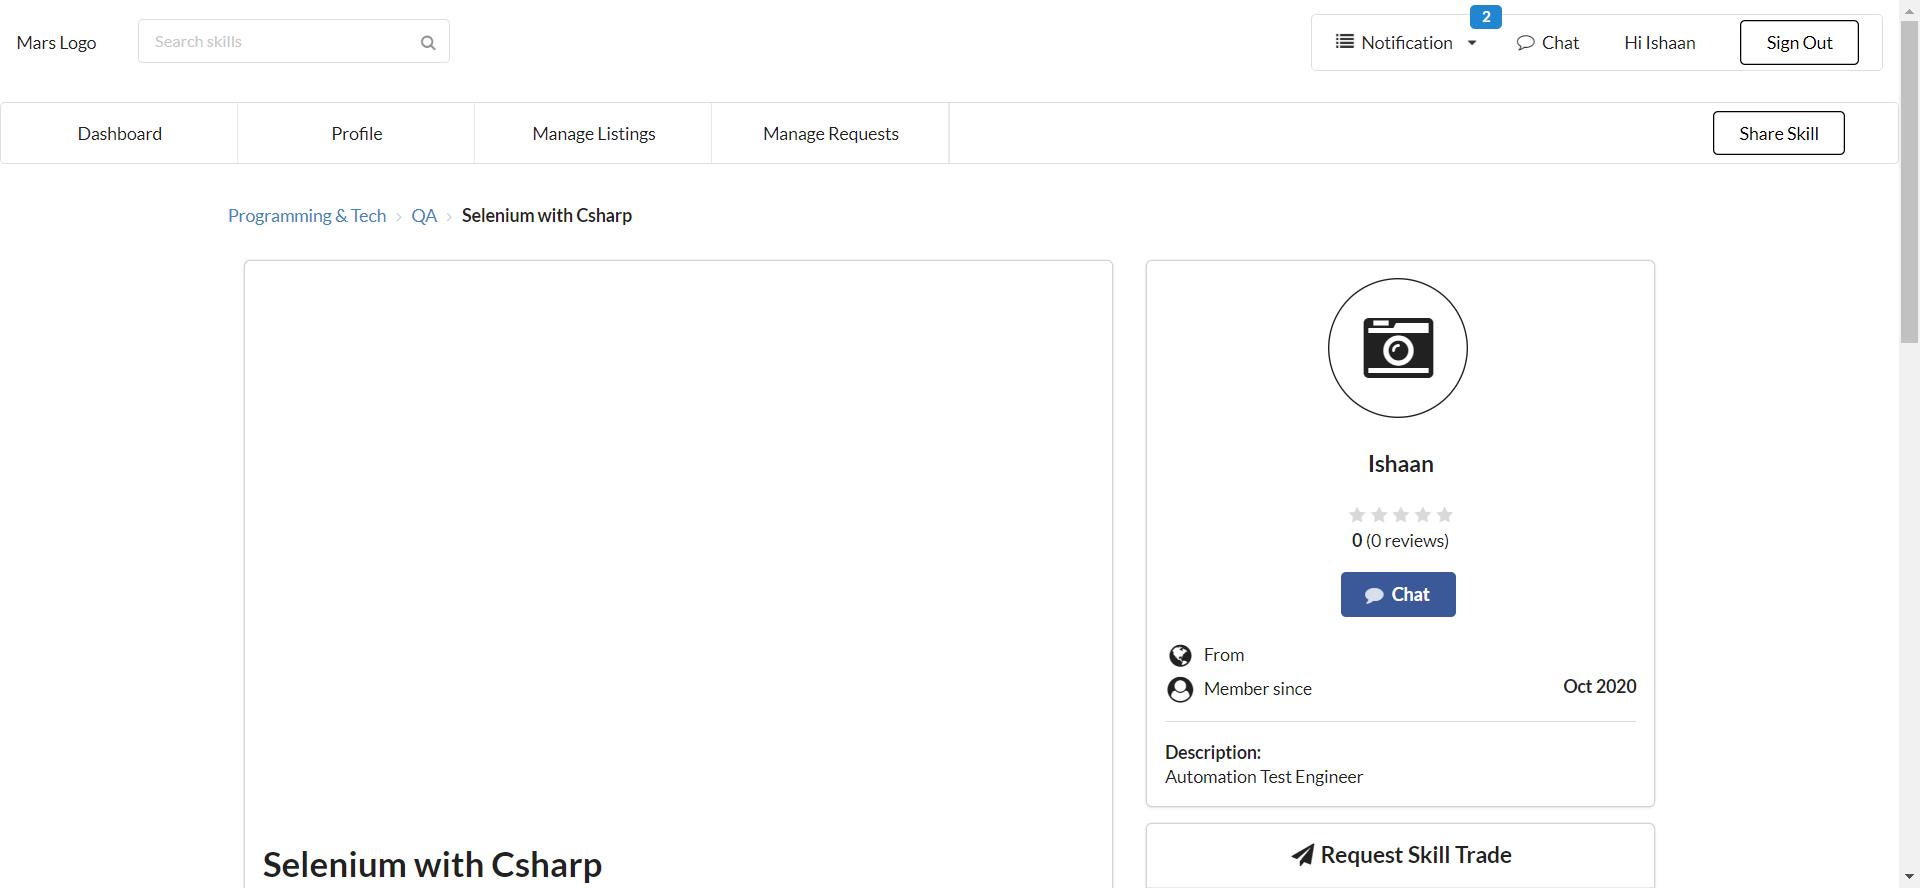 Mars Logo
Search skills
2
Notification
Chat
Hi Ishaan
Sign Out
Dashboard
Profile
Manage Listings
Manage Requests
Share Skill
Programming & Tech › QA › Selenium with Csharp
Selenium with Csharp
Ishaan
0 (0 reviews)
Chat
From
Member since Oct 2020
Description:
Automation Test Engineer
Request Skill Trade